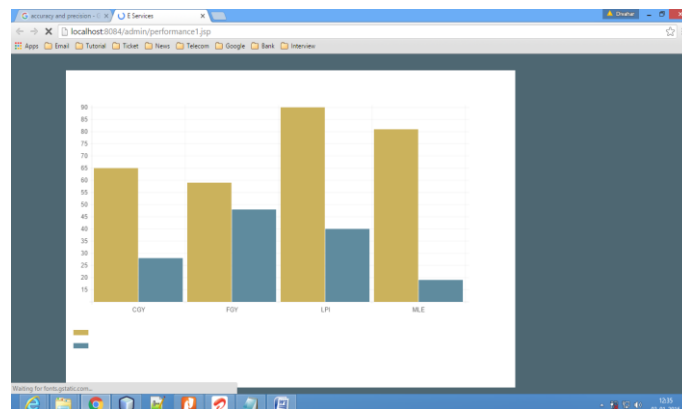 accuracy and precision -
E Services
localhost:8084/admin/performance1.jsp
Apps Email Tutorial Ticket News Telecom Google Bank Interview
90
85
80
75
70
65
60
55
50
45
40
35
30
25
20
15
CGY FGY LPI MLE
Waiting for fonts.gstatic.com...
12:35